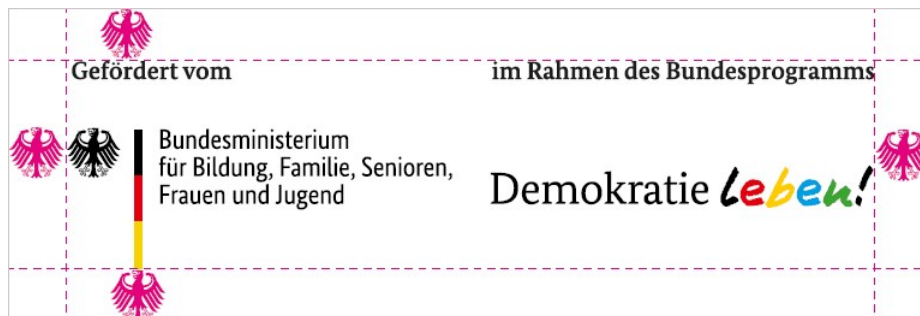 Gefördert vom
im Rahmen des Bundesprogramms
Bundesministerium
für Bildung, Familie, Senioren,
Frauen und Jugend
Demokratie leben!